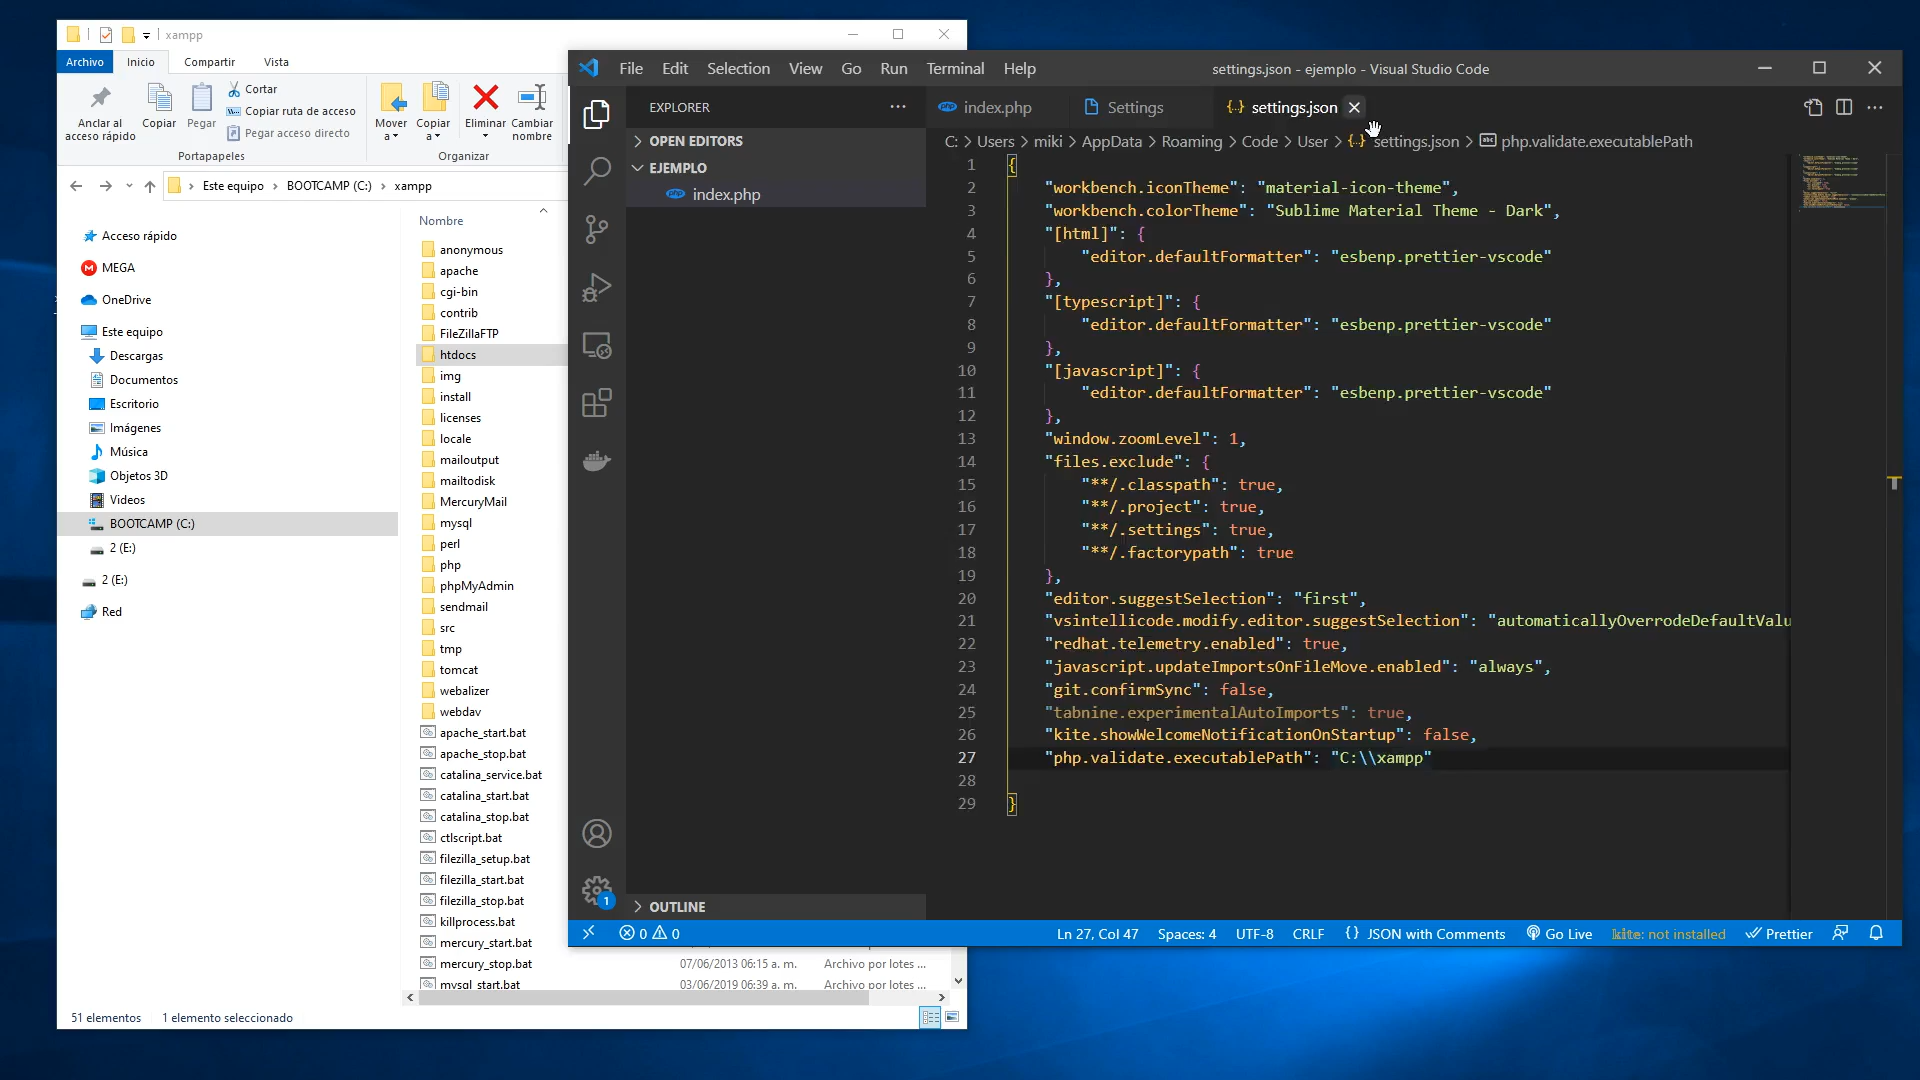 xampp
Archivo
Inicio
Compartir
Vista
Anclar al
acceso rápido
Copiar
Pegar
Cortar
Copiar ruta de acceso
Pegar acceso directo
Mover
a
Copiar
a
Eliminar
Cambiar
nombre
Portapapeles
Organizar
Este equipo
BOOTCAMP (C:)
xampp
Nombre
Acceso rápido
MEGA
OneDrive
Este equipo
Descargas
Documentos
Escritorio
Imágenes
Música
Objetos 3D
Videos
BOOTCAMP (C:)
2 (E:)
2 (E:)
Red
anonymous
apache
cgi-bin
contrib
FileZillaFTP
htdocs
img
install
licenses
locale
mailoutput
mailtodisk
MercuryMail
mysql
perl
php
phpMyAdmin
sendmail
src
tmp
tomcat
webalizer
webdav
apache_start.bat
apache_stop.bat
catalina_service.bat
catalina_start.bat
catalina_stop.bat
ctlscript.bat
filezilla_setup.bat
filezilla_start.bat
filezilla_stop.bat
killprocess.bat
mercury_start.bat
mercury_stop.bat 07/06/2013 06:15 a. m. Archivo por lotes ...
mysql_start.bat 03/06/2019 06:39 a. m. Archivo por lotes ...
51 elementos 1 elemento seleccionado
File Edit Selection View Go Run Terminal Help
settings.json - ejemplo - Visual Studio Code
EXPLORER
OPEN EDITORS
EJEMPLO
php index.php
OUTLINE
php index.php
Settings
{..} settings.json
C: > Users > miki > AppData > Roaming > Code > User > {..} settings.json > abc php.validate.executablePath
1 {
2 "workbench.iconTheme": "material-icon-theme",
3 "workbench.colorTheme": "Sublime Material Theme - Dark",
4 "[html]": {
5 "editor.defaultFormatter": "esbenp.prettier-vscode"
6 },
7 "[typescript]": {
8 "editor.defaultFormatter": "esbenp.prettier-vscode"
9 },
10 "[javascript]": {
11 "editor.defaultFormatter": "esbenp.prettier-vscode"
12 },
13 "window.zoomLevel": 1,
14 "files.exclude": {
15 "**/.classpath": true,
16 "**/.project": true,
17 "**/.settings": true,
18 "**/.factorypath": true
19 },
20 "editor.suggestSelection": "first",
21 "vsintellicode.modify.editor.suggestSelection": "automaticallyOverrodeDefaultValu
22 "redhat.telemetry.enabled": true,
23 "javascript.updateImportsOnFileMove.enabled": "always",
24 "git.confirmSync": false,
25 "tabnine.experimentalAutoImports": true,
26 "kite.showWelcomeNotificationOnStartup": false,
27 "php.validate.executablePath": "C:\\xampp"
28
29 }
1
0 0
Ln 27, Col 47 Spaces: 4 UTF-8 CRLF {} JSON with Comments Go Live kite: not installed Prettier